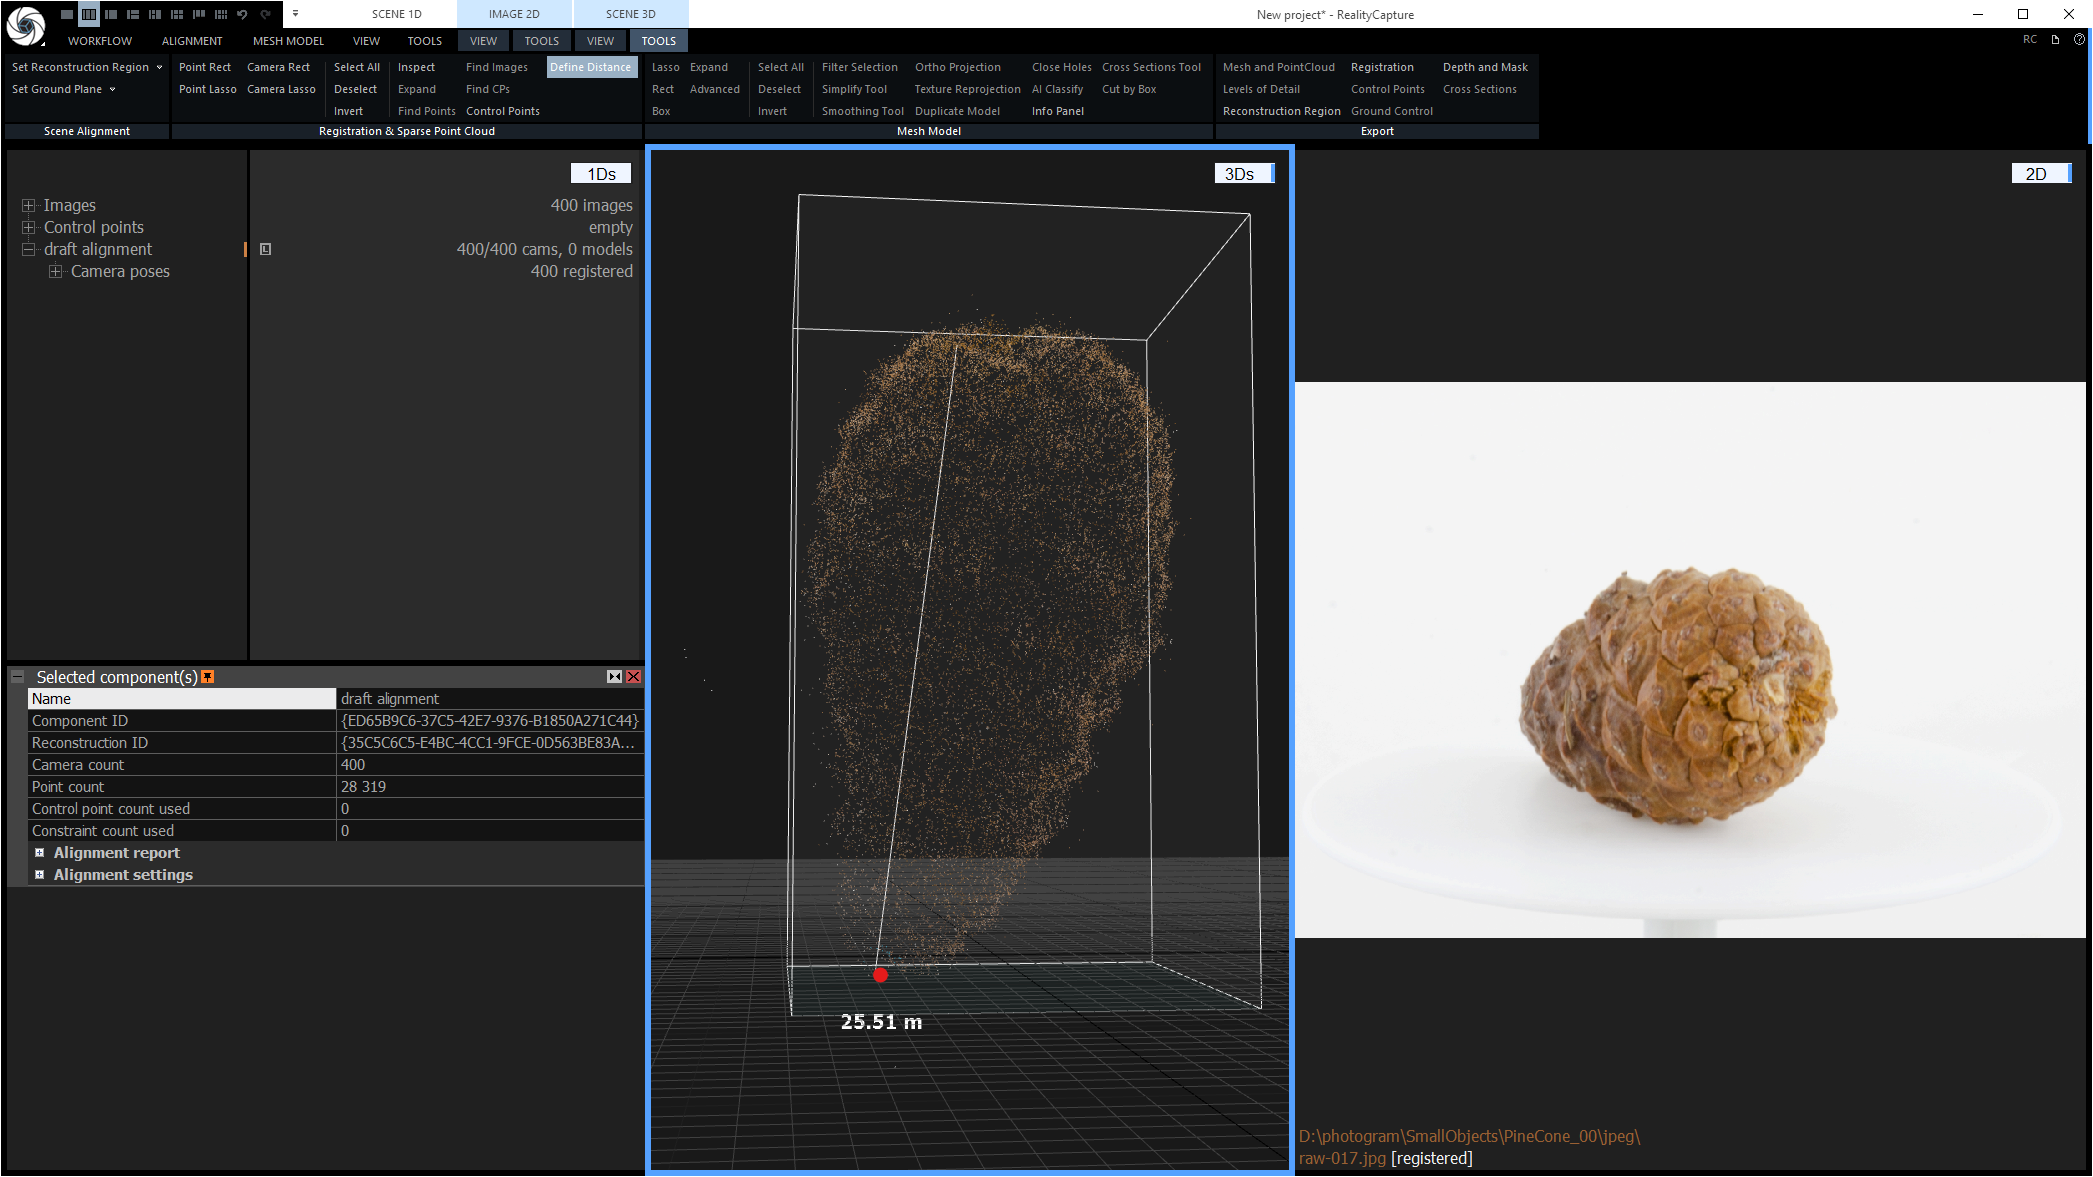 SCENE 1D IMAGE 2D SCENE 3D New project* - RealityCapture
WORKFLOW ALIGNMENT MESH MODEL VIEW TOOLS VIEW TOOLS VIEW TOOLS RC
Set Reconstruction Region Point Rect Camera Rect Select All Inspect Find Images Define Distance Lasso Expand Select All Filter Selection Ortho Projection Close Holes Cross Sections Tool Mesh and PointCloud Registration Depth and Mask
Set Ground Plane Point Lasso Camera Lasso Deselect Expand Find CPs Rect Advanced Deselect Simplify Tool Texture Reprojection AI Classify Cut by Box Levels of Detail Control Points Cross Sections
Invert Find Points Control Points Box Invert Smoothing Tool Duplicate Model Info Panel Reconstruction Region Ground Control
Scene Alignment Registration & Sparse Point Cloud Mesh Model Export
1Ds 3Ds 2D
Images 400 images
Control points empty
draft alignment L 400/400 cams, 0 models
Camera poses 400 registered
Selected component(s)
Name draft alignment
Component ID {ED65B9C6-37C5-42E7-9376-B1850A271C44}
Reconstruction ID {35C5C6C5-E4BC-4CC1-9FCE-0D563BE83A...
Camera count 400
Point count 28 319
Control point count used 0
Constraint count used 0
Alignment report
Alignment settings
25.51 m
D:\photogram\SmallObjects\PineCone_00\jpeg\
raw-017.jpg [registered]